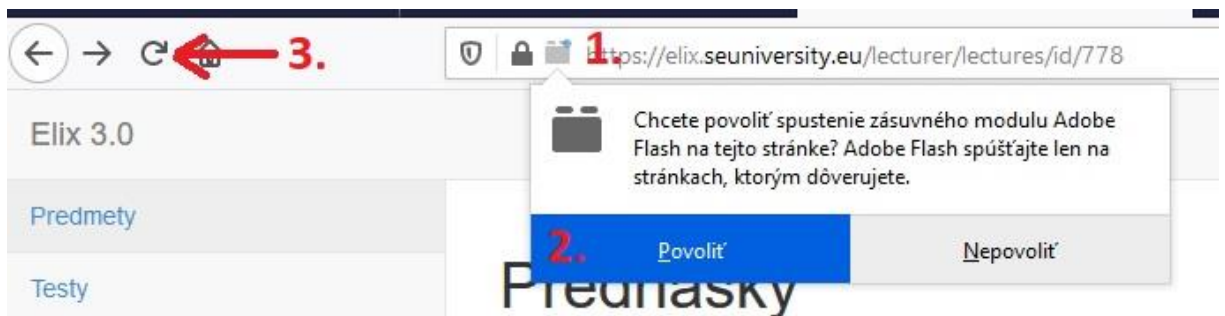 3.
1.
https://elix.seuniversity.eu/lecturer/lectures/id/778
Elix 3.0
Chcete povoliť spustenie zásuvného modulu Adobe
Flash na tejto stránke? Adobe Flash spúšťajte len na
stránkach, ktorým dôverujete.
Predmety
2.
Povoliť
Nepovoliť
Testy
Prednášky